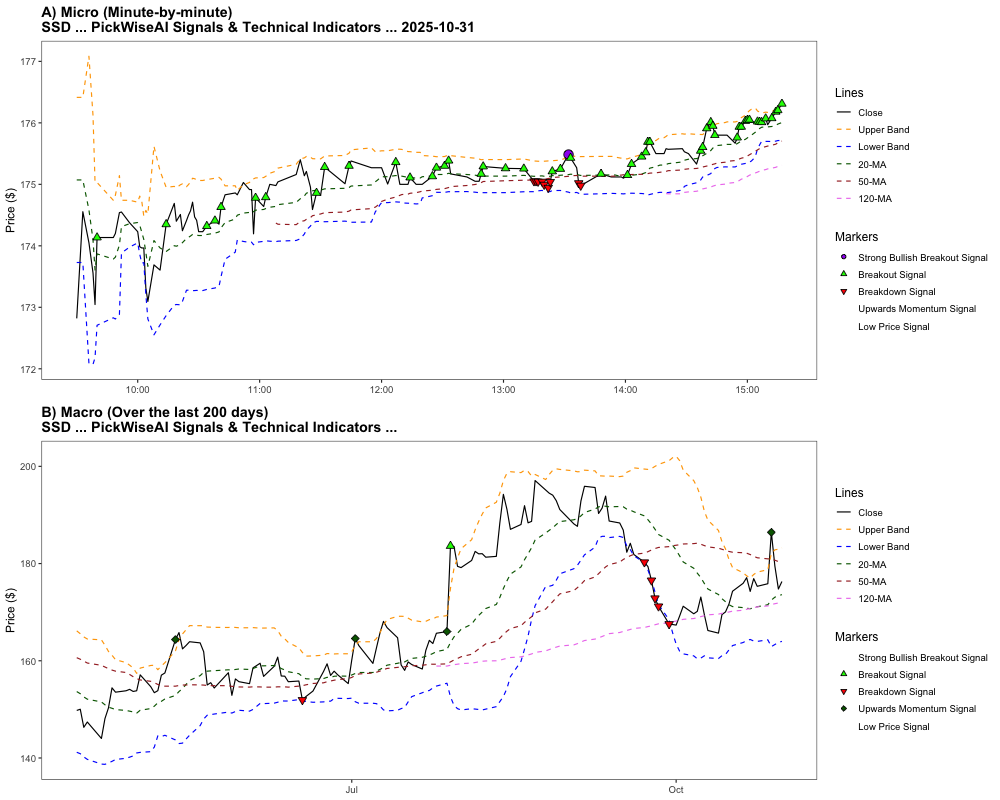 A) Micro (Minute-by-minute)
SSD ... PickWiseAI Signals & Technical Indicators ... 2025-10-31
177
176
175
174
173
172
Price ($)
10:00
11:00
12:00
13:00
14:00
15:00
Lines
Close
Upper Band
Lower Band
20-MA
50-MA
120-MA
Markers
Strong Bullish Breakout Signal
Breakout Signal
Breakdown Signal
Upwards Momentum Signal
Low Price Signal
B) Macro (Over the last 200 days)
SSD ... PickWiseAI Signals & Technical Indicators ...
200
180
160
140
Price ($)
Jul
Oct
Lines
Close
Upper Band
Lower Band
20-MA
50-MA
120-MA
Markers
Strong Bullish Breakout Signal
Breakout Signal
Breakdown Signal
Upwards Momentum Signal
Low Price Signal